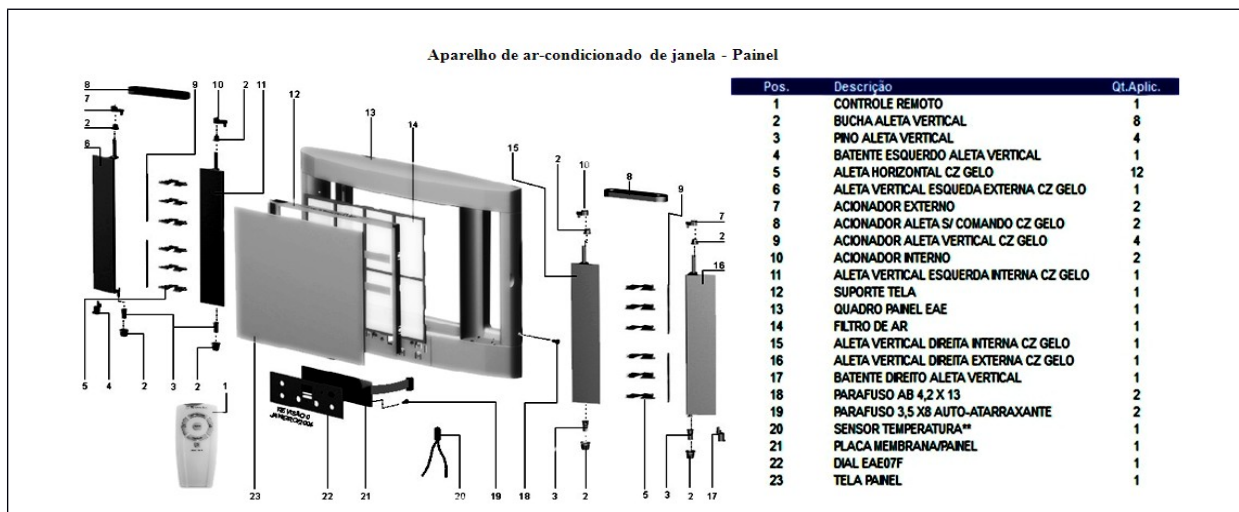 Aparelho de ar-condicionado de janela - Painel
8 9 10 2 11
7
2
6
12
13
14
15
2
10
8
9
7
2
16
5 4 2 3 2 1
23 22 21 20 19 18 3 2 5 3 2 17
Pos. Descrição Qt.Aplic.
1 CONTROLE REMOTO 1
2 BUCHA ALETA VERTICAL 8
3 PINO ALETA VERTICAL 4
4 BATENTE ESQUERDO ALETA VERTICAL 1
5 ALETA HORIZONTAL CZ GELO 12
6 ALETA VERTICAL ESQUEDA EXTERNA CZ GELO 1
7 ACIONADOR EXTERNO 2
8 ACIONADOR ALETA S/ COMANDO CZ GELO 2
9 ACIONADOR ALETA VERTICAL CZ GELO 4
10 ACIONADOR INTERNO 2
11 ALETA VERTICAL ESQUERDA INTERNA CZ GELO 1
12 SUPORTE TELA 1
13 QUADRO PAINEL EAE 1
14 FILTRO DE AR 1
15 ALETA VERTICAL DIREITA INTERNA CZ GELO 1
16 ALETA VERTICAL DIREITA EXTERNA CZ GELO 1
17 BATENTE DIREITO ALETA VERTICAL 1
18 PARAFUSO AB 4,2 X 13 2
19 PARAFUSO 3,5 X8 AUTO-ATARRAXANTE 2
20 SENSOR TEMPERATURA** 1
21 PLACA MEMBRANA/PAINEL 1
22 DIAL EAE07F 1
23 TELA PAINEL 1